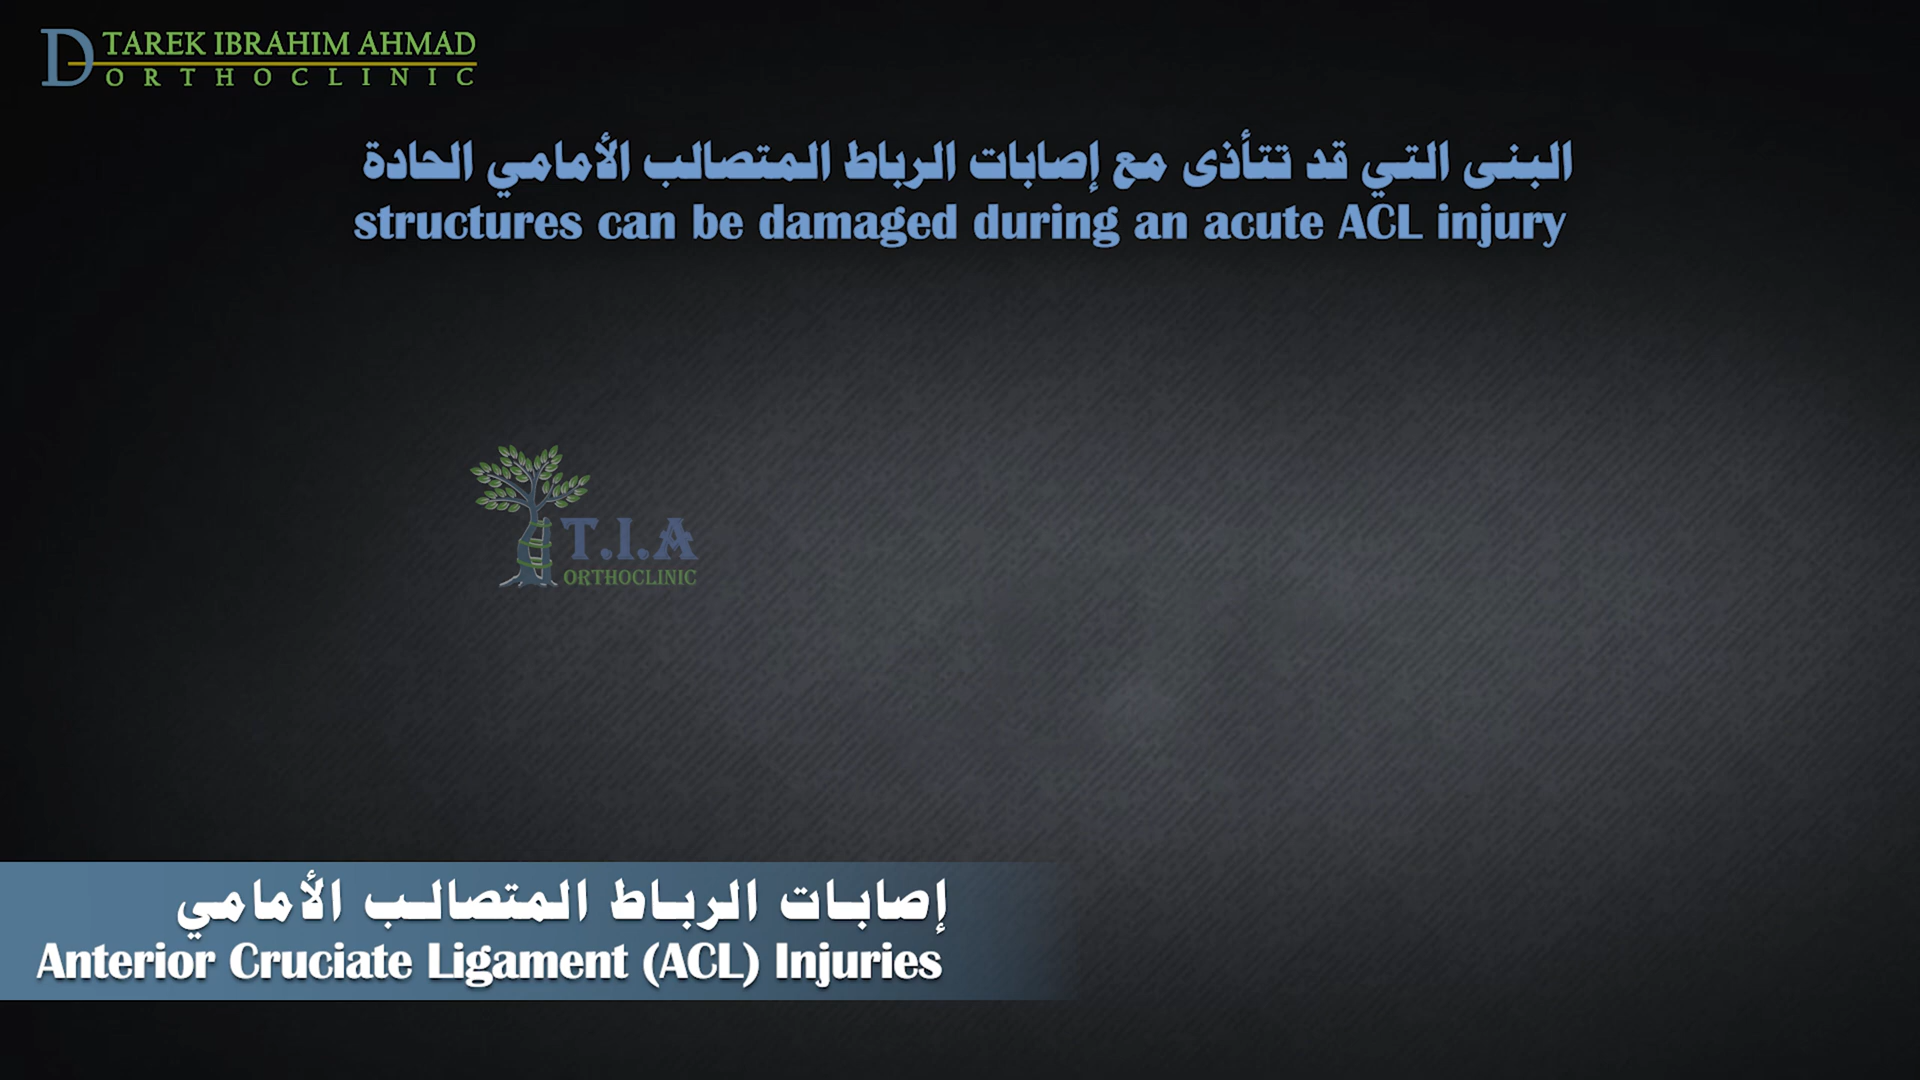 D TAREK IBRAHIM AHMAD
ORTHOCLINIC
البنى التي قد تتأذى مع إصابات الرباط المتصالب الأمامي الحادة
structures can be damaged during an acute ACL injury
T.I.A
ORTHOCLINIC
إصابات الرباط المتصالب الأمامي
Anterior Cruciate Ligament (ACL) Injuries